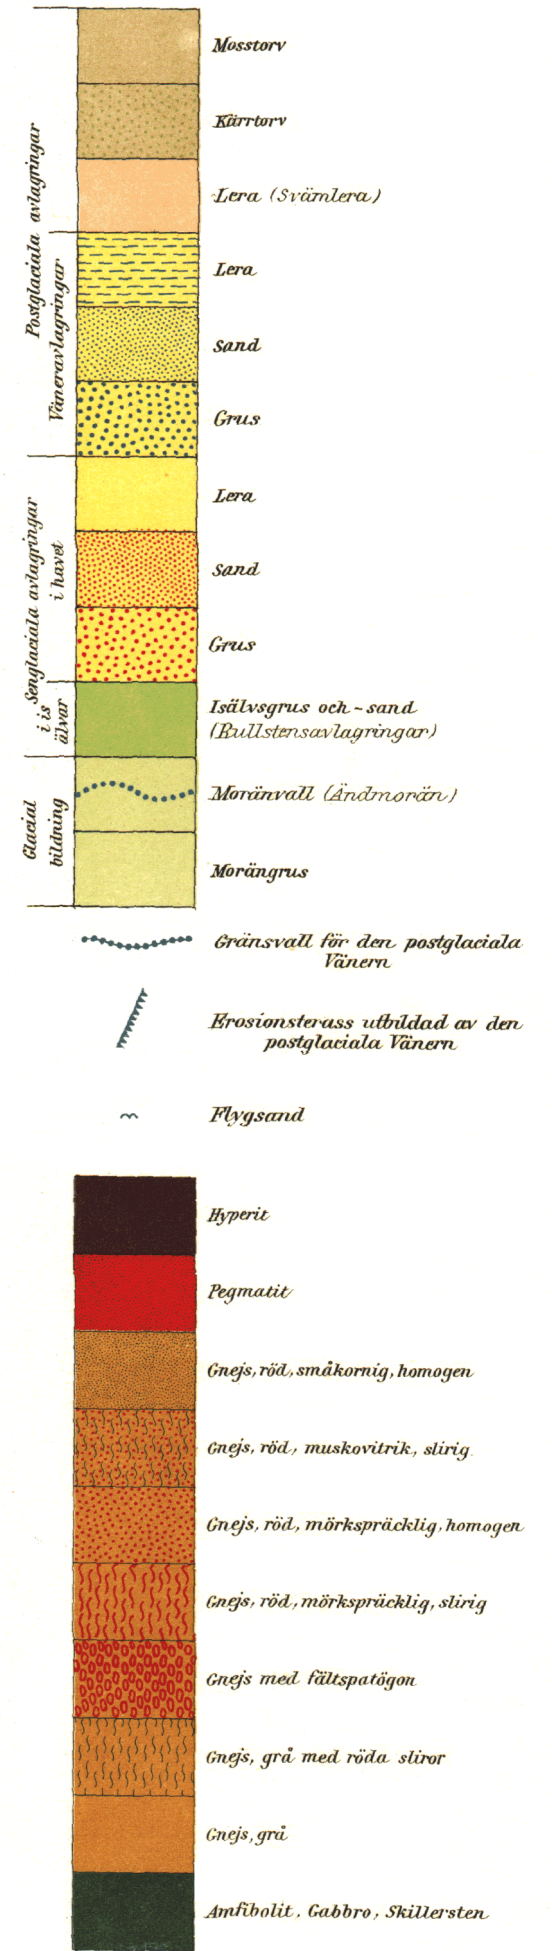 Postglaciala avlagringar
Mosstorv
Kärrtorv
Lera (Svämlera)
Väneravlagringar
Lera
Sand
Grus
Senglaciala avlagringar
i havet
Lera
Sand
Grus
i is
älvar
Isälvsgrus och - sand
(Rullstensavlagringar)
Glacial
bildning
Moränvall (Ändmorän)
Morängrus
Gränsvall för den postglaciala
Vänern
Erosionsterass utbildad av den
postglaciala Vänern
Flygsand
Hyperit
Pegmatit
Gnejs, röd, småkornig, homogen
Gnejs, röd, muskovitrik, slirig
Gnejs, röd, mörkspräcklig, homogen
Gnejs, röd, mörkspräcklig, slirig
Gnejs med fältspatögon
Gnejs, grå med röda sliror
Gnejs, grå
Amfibolit, Gabbro, Skillersten